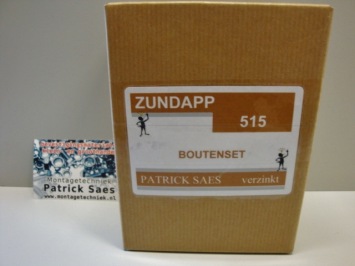 ZUNDAPP
515
BOUTENSET
PATRICK SAES verzinkt
Montagetechniek
Patrick Saes
www.montagetechniek.nl